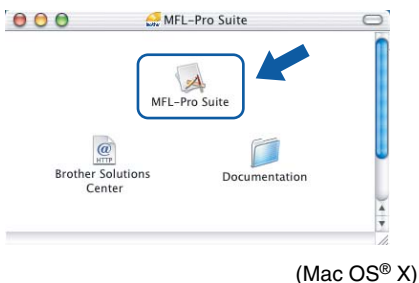 MFL-Pro Suite
MFL-Pro Suite
@
HTTP
Brother Solutions
Center
Documentation
(Mac OS® X)